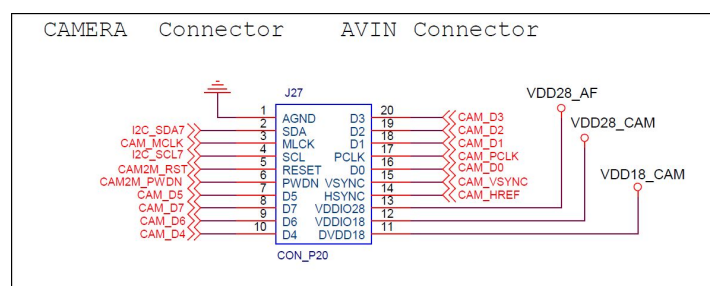 CAMERA Connector AVIN Connector
J27
VDD28_AF
VDD28_CAM
VDD18_CAM
1 AGND D3 20 CAM_D3
I2C_SDA7 2 SDA D2 19 CAM_D2
CAM_MCLK 3 MLCK D1 18 CAM_D1
I2C_SCL7 4 SCL PCLK 17 CAM_PCLK
CAM2M_RST 5 RESET D0 16 CAM_D0
CAM2M_PWDN 6 PWDN VSYNC 15 CAM_VSYNC
CAM_D5 7 D5 HSYNC 14 CAM_HREF
CAM_D7 8 D7 VDDIO28 13
CAM_D6 9 D6 VDDIO18 12
CAM_D4 10 D4 DVDD18 11
CON_P20